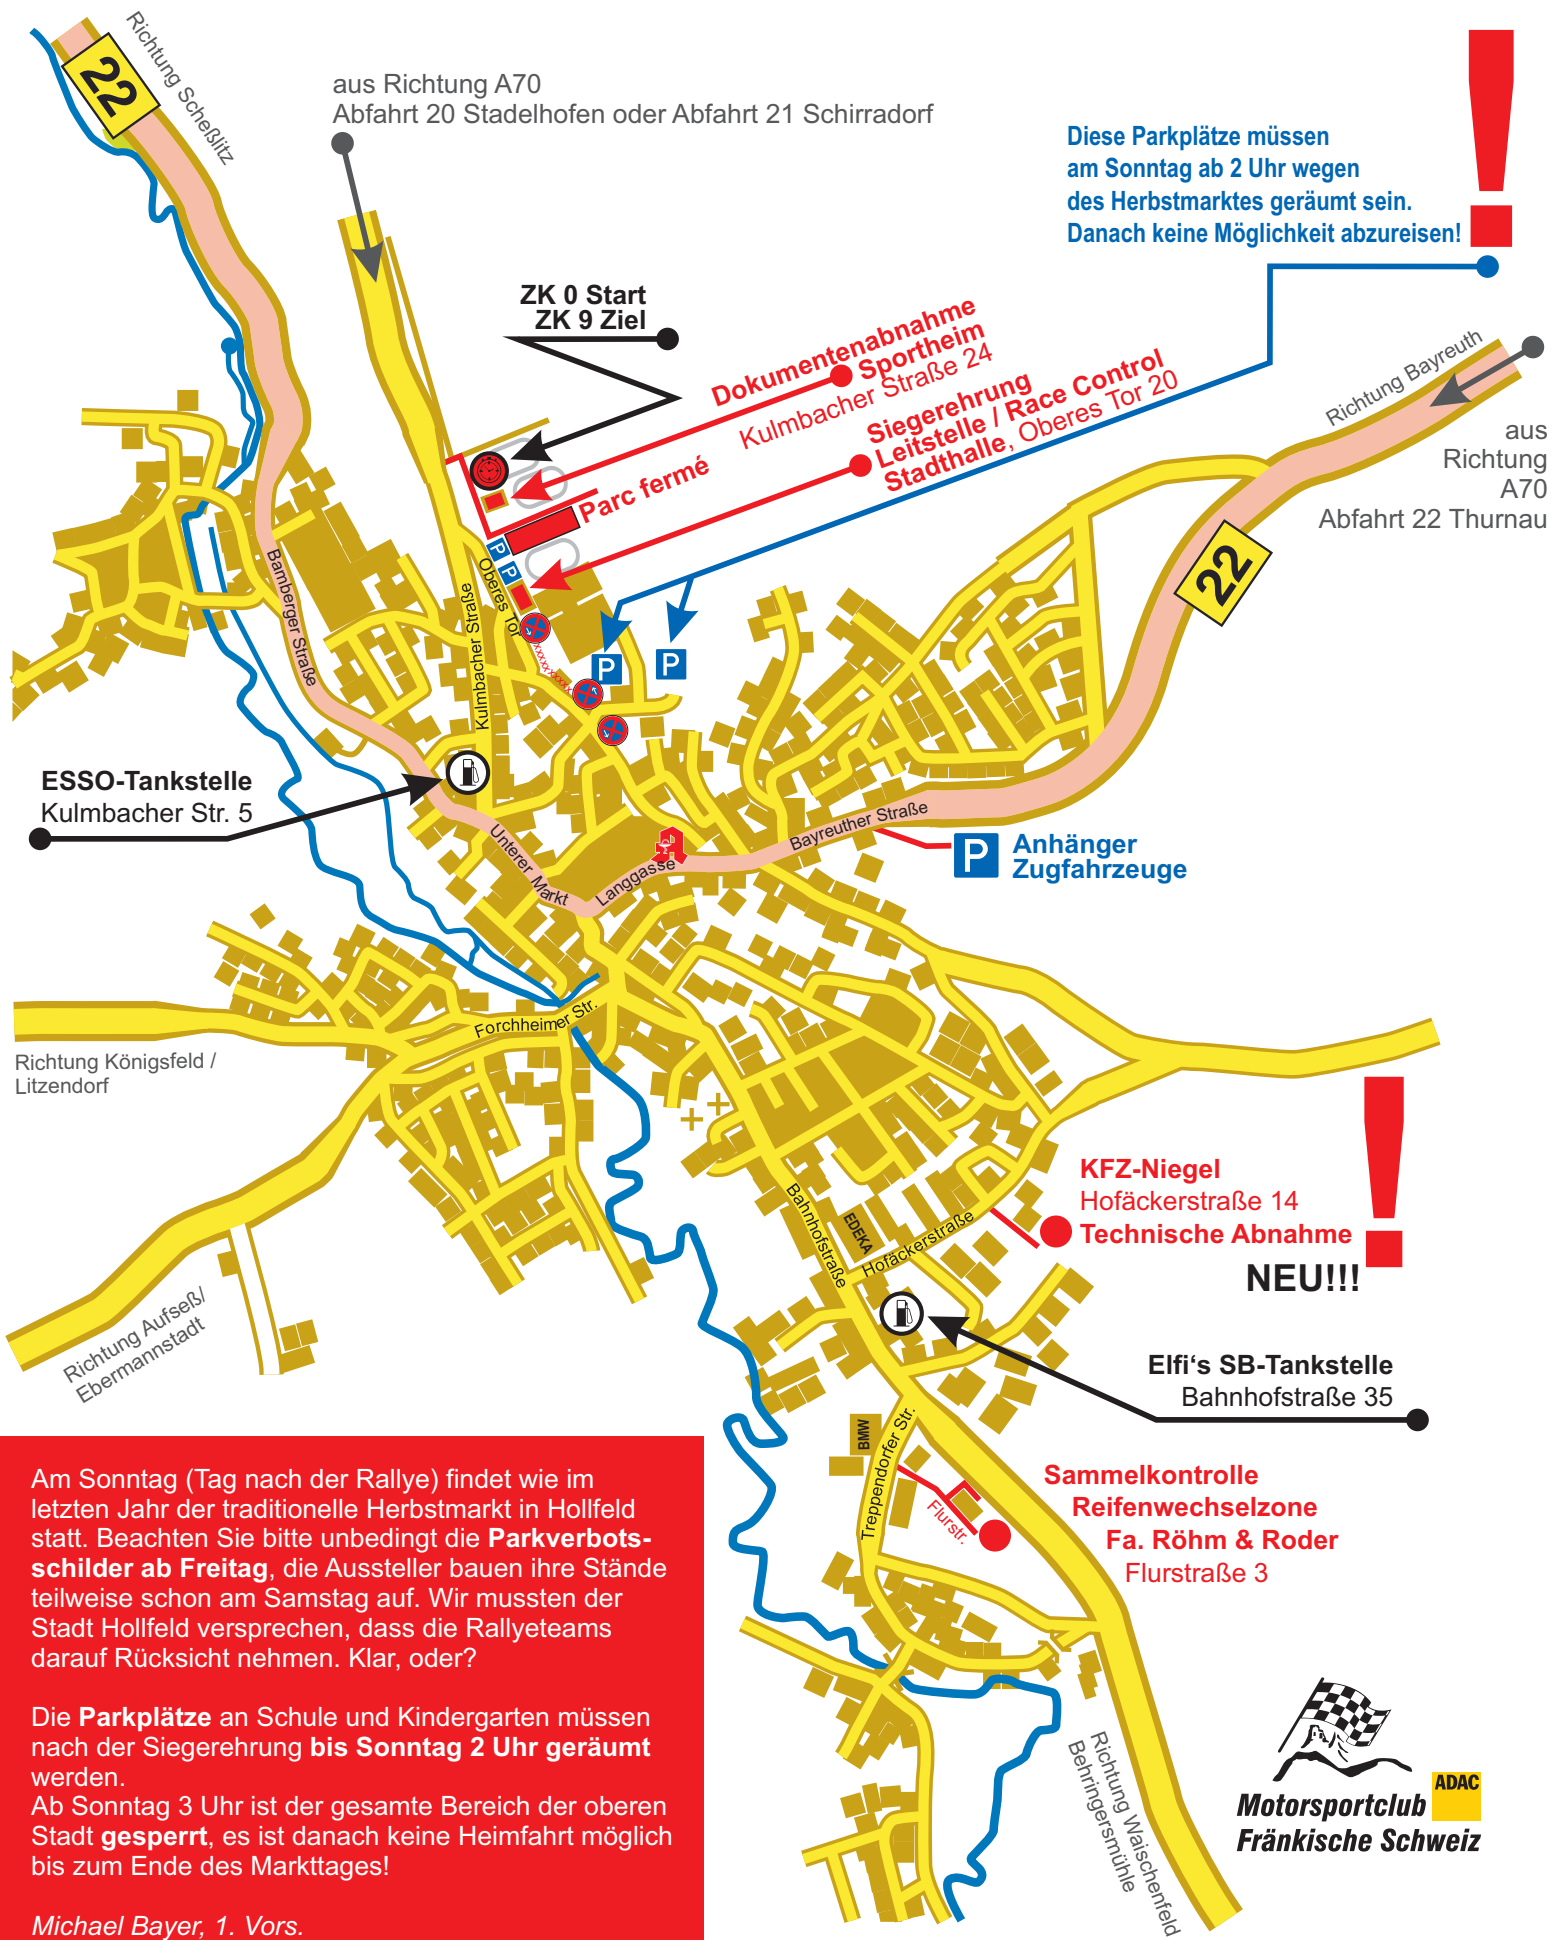 22
Richtung Scheßlitz
aus Richtung A70
Abfahrt 20 Stadelhofen oder Abfahrt 21 Schirradorf
Diese Parkplätze müssen
am Sonntag ab 2 Uhr wegen
des Herbstmarktes geräumt sein.
Danach keine Möglichkeit abzureisen!
!
ZK 0 Start
ZK 9 Ziel
Dokumentenabnahme
Sportheim
Kulmbacher Straße 24
Siegerehrung
Leitstelle / Race Control
Stadthalle, Oberes Tor 20
Parc fermé
Richtung Bayreuth
aus
Richtung
A70
Abfahrt 22 Thurnau
22
P
P
P
P
Bamberger Straße
Kulmbacher Straße
Oberes Tor
xxxxxxxxxxx
ESSO-Tankstelle
Kulmbacher Str. 5
Unterer Markt
Langgasse
A
Bayreuther Straße
P
Anhänger
Zugfahrzeuge
Forchheimer Str.
Richtung Königsfeld /
Litzendorf
Richtung Aufseß/
Ebermannstadt
Bahnhofstraße
EDEKA
Hofäckerstraße
KFZ-Niegel
Hofäckerstraße 14
Technische Abnahme
NEU!!!
!
Elfi‘s SB-Tankstelle
Bahnhofstraße 35
BMW
Treppendorfer Str.
Flurstr.
Sammelkontrolle
Reifenwechselzone
Fa. Röhm & Roder
Flurstraße 3
Richtung Waischenfeld
Behringersmühle
Am Sonntag (Tag nach der Rallye) findet wie im
letzten Jahr der traditionelle Herbstmarkt in Hollfeld
statt. Beachten Sie bitte unbedingt die Parkverbots-
schilder ab Freitag, die Aussteller bauen ihre Stände
teilweise schon am Samstag auf. Wir mussten der
Stadt Hollfeld versprechen, dass die Rallyeteams
darauf Rücksicht nehmen. Klar, oder?
Die Parkplätze an Schule und Kindergarten müssen
nach der Siegerehrung bis Sonntag 2 Uhr geräumt
werden.
Ab Sonntag 3 Uhr ist der gesamte Bereich der oberen
Stadt gesperrt, es ist danach keine Heimfahrt möglich
bis zum Ende des Markttages!
Michael Bayer, 1. Vors.
Motorsportclub ADAC
Fränkische Schweiz